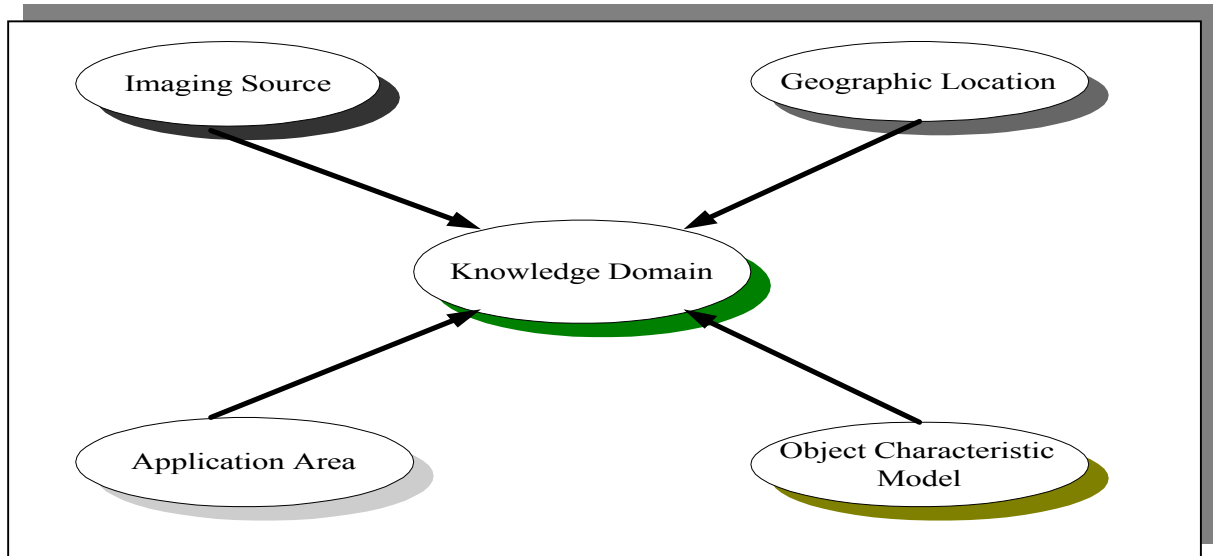 Imaging Source
Geographic Location
Knowledge Domain
Application Area
Object Characteristic
Model